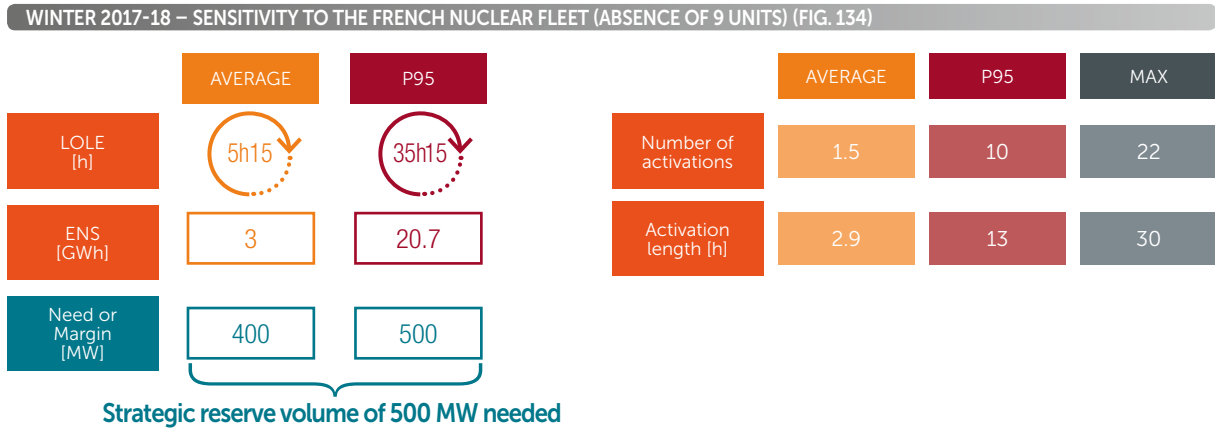 WINTER 2017-18 – SENSITIVITY TO THE FRENCH NUCLEAR FLEET (ABSENCE OF 9 UNITS) (FIG. 134)
AVERAGE
P95
LOLE
[h]
5h15
35h15
ENS
[GWh]
3
20.7
Need or
Margin
[MW]
400
500
Strategic reserve volume of 500 MW needed
AVERAGE
P95
MAX
Number of
activations
1.5
10
22
Activation
length [h]
2.9
13
30